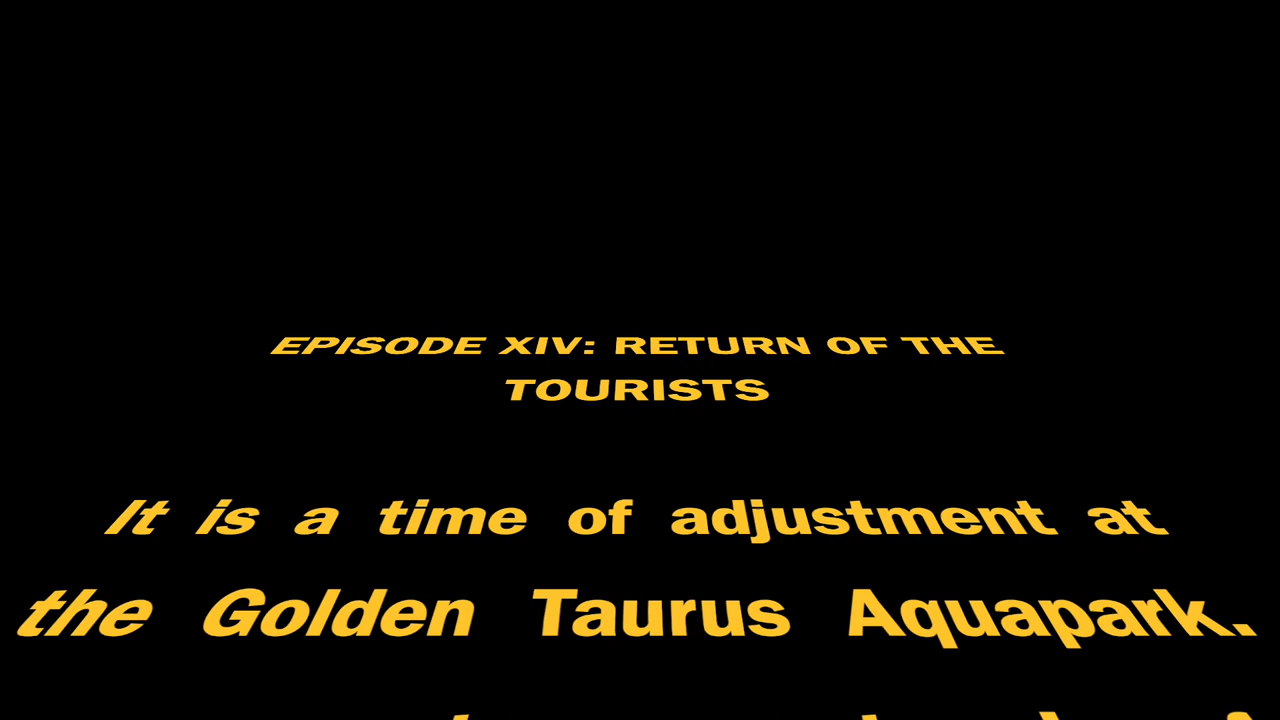 EPISODE XIV: RETURN OF THE
TOURISTS
It is a time of adjustment at
the Golden Taurus Aquapark.